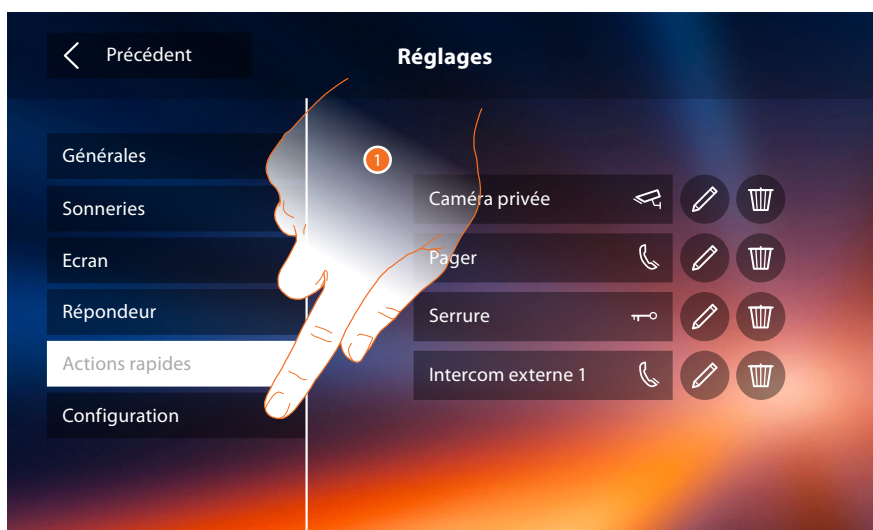 Précédent
Réglages
Générales
Sonneries
Ecran
Répondeur
Actions rapides
Configuration
1
Caméra privée
Pager
Serrure
Intercom externe 1